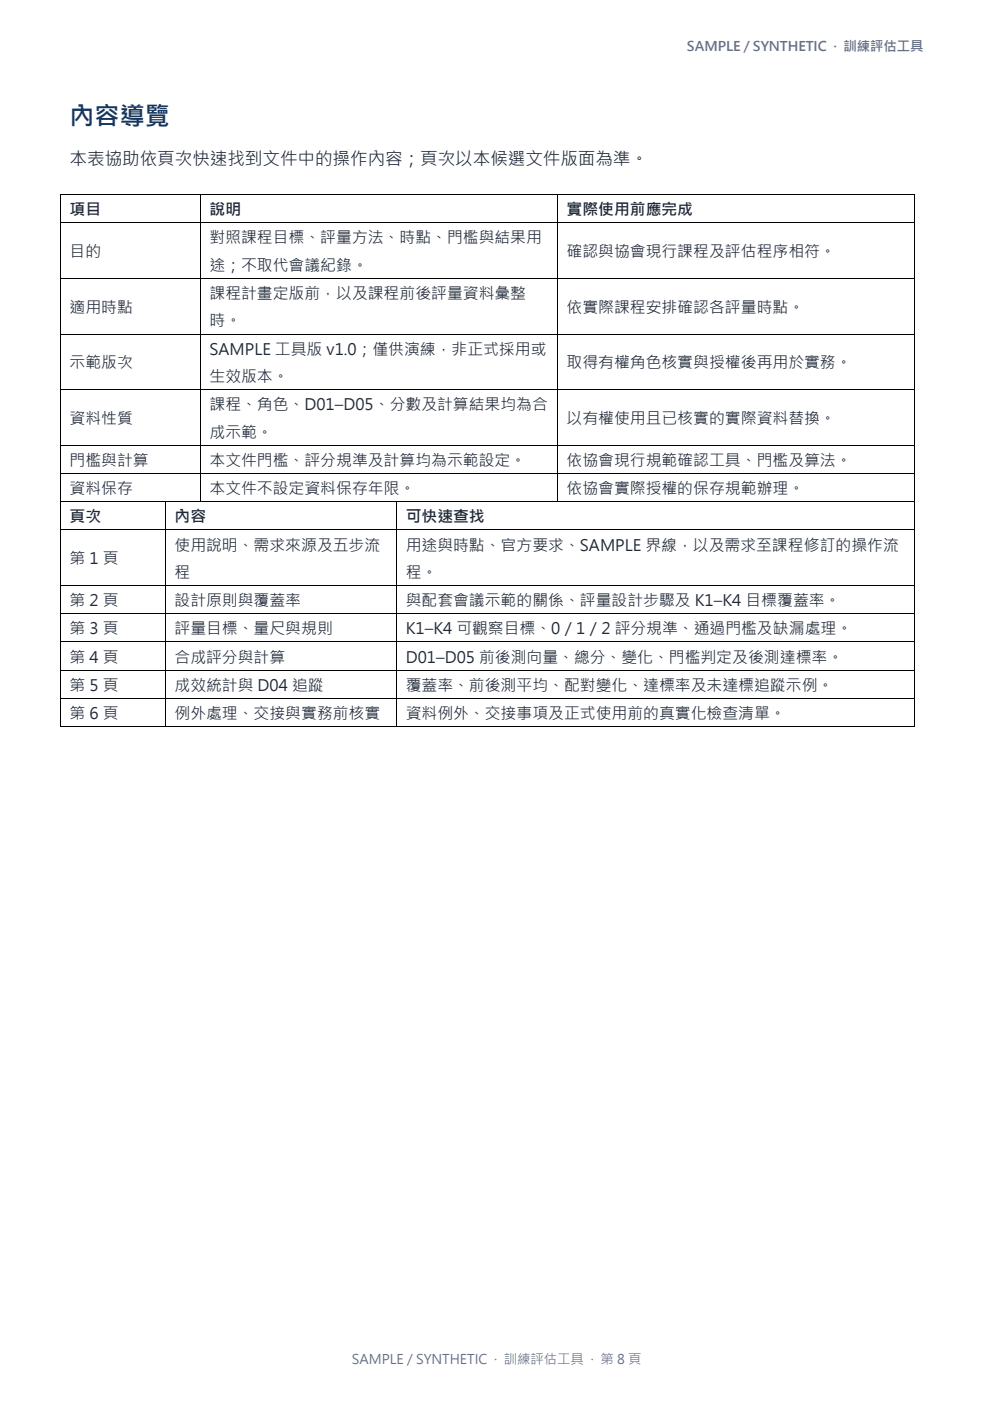 SAMPLE / SYNTHETIC · 訓練評估工具
內容導覽
本表協助依頁次快速找到文件中的操作內容；頁次以本候選文件版面為準。
項目 說明 實際使用前應完成
目的 對照課程目標、評量方法、時點、門檻與結果用途；不取代會議紀錄。 確認與協會現行課程及評估程序相符。
適用時點 課程計畫定版前，以及課程前後評量資料彙整時。 依實際課程安排確認各評量時點。
示範版次 SAMPLE 工具版 v1.0；僅供演練，非正式採用或生效版本。 取得有權角色核實與授權後再用於實務。
資料性質 課程、角色、D01–D05、分數及計算結果均為合成示範。 以有權使用且已核實的實際資料替換。
門檻與計算 本文件門檻、評分規準及計算均為示範設定。 依協會現行規範確認工具、門檻及算法。
資料保存 本文件不設定資料保存年限。 依協會實際授權的保存規範辦理。
頁次 內容 可快速查找
第 1 頁 使用說明、需求來源及五步流程 用途與時點、官方要求、SAMPLE 界線，以及需求至課程修訂的操作流程。
第 2 頁 設計原則與覆蓋率 與配套會議示範的關係、評量設計步驟及 K1–K4 目標覆蓋率。
第 3 頁 評量目標、量尺與規則 K1–K4 可觀察目標、0 / 1 / 2 評分規準、通過門檻及缺漏處理。
第 4 頁 合成評分與計算 D01–D05 前後測向量、總分、變化、門檻判定及後測達標率。
第 5 頁 成效統計與 D04 追蹤 覆蓋率、前後測平均、配對變化、達標率及未達標追蹤示例。
第 6 頁 例外處理、交接與實務前核實 資料例外、交接事項及正式使用前的真實化檢查清單。
SAMPLE / SYNTHETIC · 訓練評估工具 · 第 8 頁